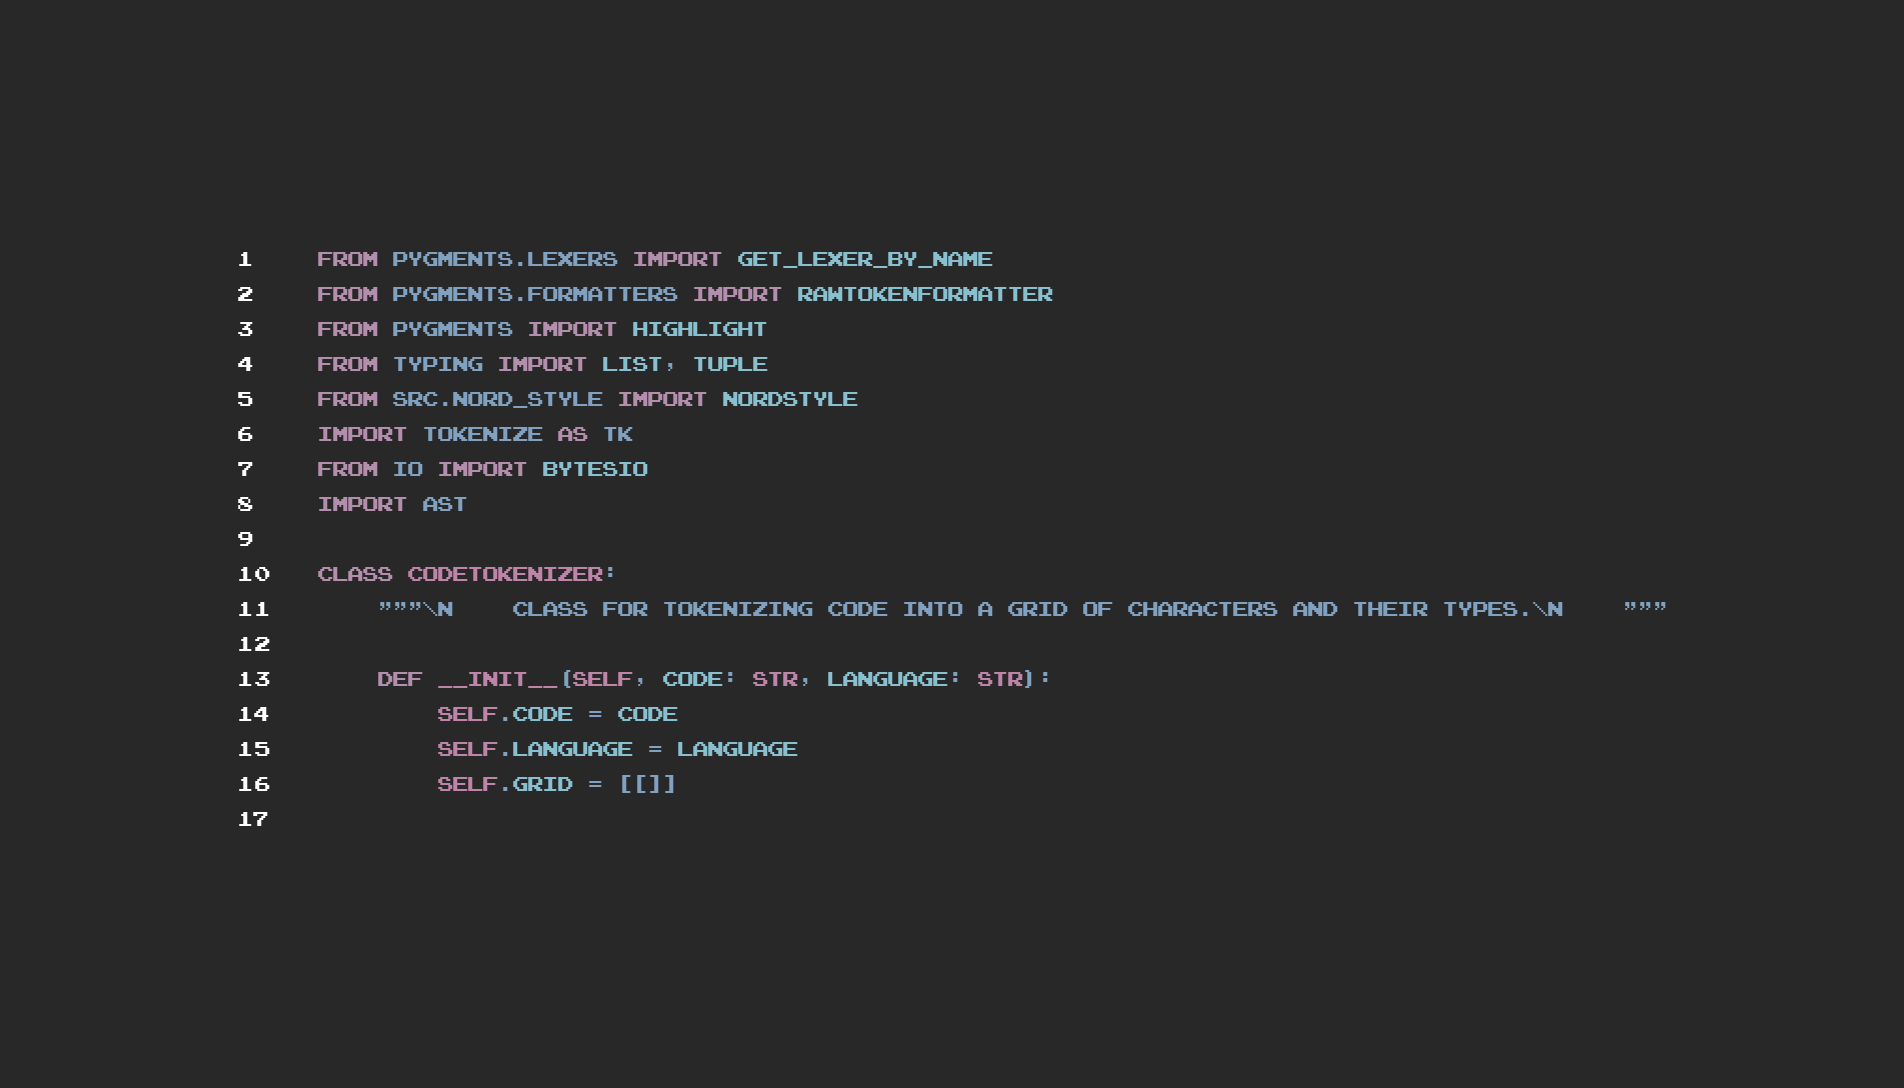 1 FROM PYGMENTS.LEXERS IMPORT GET_LEXER_BY_NAME
2 FROM PYGMENTS.FORMATTERS IMPORT RAWTOKENFORMATTER
3 FROM PYGMENTS IMPORT HIGHLIGHT
4 FROM TYPING IMPORT LIST, TUPLE
5 FROM SRC.NORD_STYLE IMPORT NORDSTYLE
6 IMPORT TOKENIZE AS TK
7 FROM IO IMPORT BYTESIO
8 IMPORT AST
9
10 CLASS CODETOKENIZER:
11     """\N    CLASS FOR TOKENIZING CODE INTO A GRID OF CHARACTERS AND THEIR TYPES.\N    """
12
13     DEF __INIT__(SELF, CODE: STR, LANGUAGE: STR):
14         SELF.CODE = CODE
15         SELF.LANGUAGE = LANGUAGE
16         SELF.GRID = [[]]
17